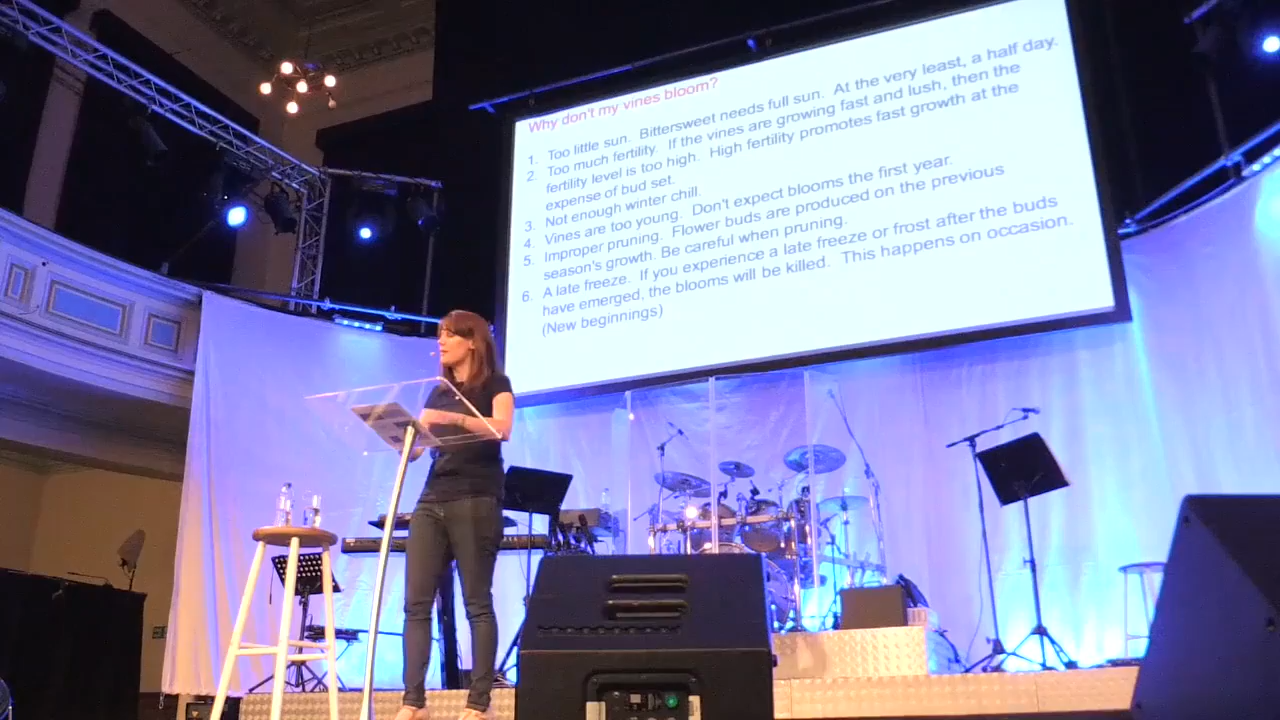 Why don't my vines bloom?
1. Too little sun. Bittersweet needs full sun. At the very least, a half day.
2. Too much fertility. If the vines are growing fast and lush, then the
fertility level is too high. High fertility promotes fast growth at the
expense of bud set.
3. Not enough winter chill.
4. Vines are too young. Don't expect blooms the first year.
5. Improper pruning. Flower buds are produced on the previous
season's growth. Be careful when pruning.
6. A late freeze. If you experience a late freeze or frost after the buds
have emerged, the blooms will be killed. This happens on occasion.
(New beginnings)